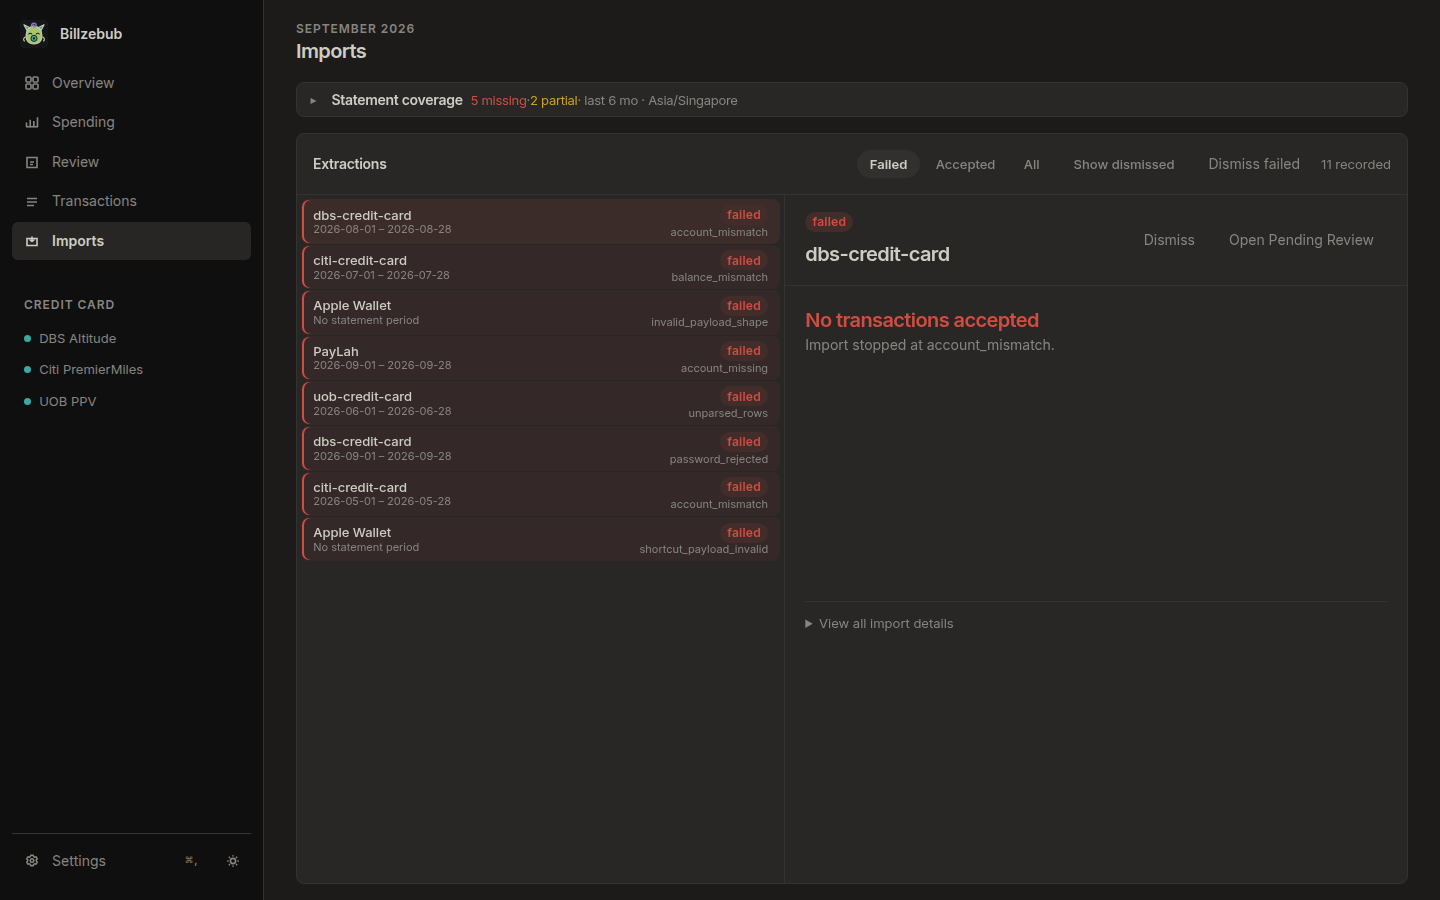 Billzebub
Overview
Spending
Review
Transactions
Imports
CREDIT CARD
DBS Altitude
Citi PremierMiles
UOB PPV
Settings ⌘,
SEPTEMBER 2026
Imports
Statement coverage 5 missing·2 partial· last 6 mo · Asia/Singapore
Extractions Failed Accepted All Show dismissed Dismiss failed 11 recorded
dbs-credit-card failed
2026-08-01 – 2026-08-28 account_mismatch
citi-credit-card failed
2026-07-01 – 2026-07-28 balance_mismatch
Apple Wallet failed
No statement period invalid_payload_shape
PayLah failed
2026-09-01 – 2026-09-28 account_missing
uob-credit-card failed
2026-06-01 – 2026-06-28 unparsed_rows
dbs-credit-card failed
2026-09-01 – 2026-09-28 password_rejected
citi-credit-card failed
2026-05-01 – 2026-05-28 account_mismatch
Apple Wallet failed
No statement period shortcut_payload_invalid
failed
dbs-credit-card
Dismiss Open Pending Review
No transactions accepted
Import stopped at account_mismatch.
View all import details